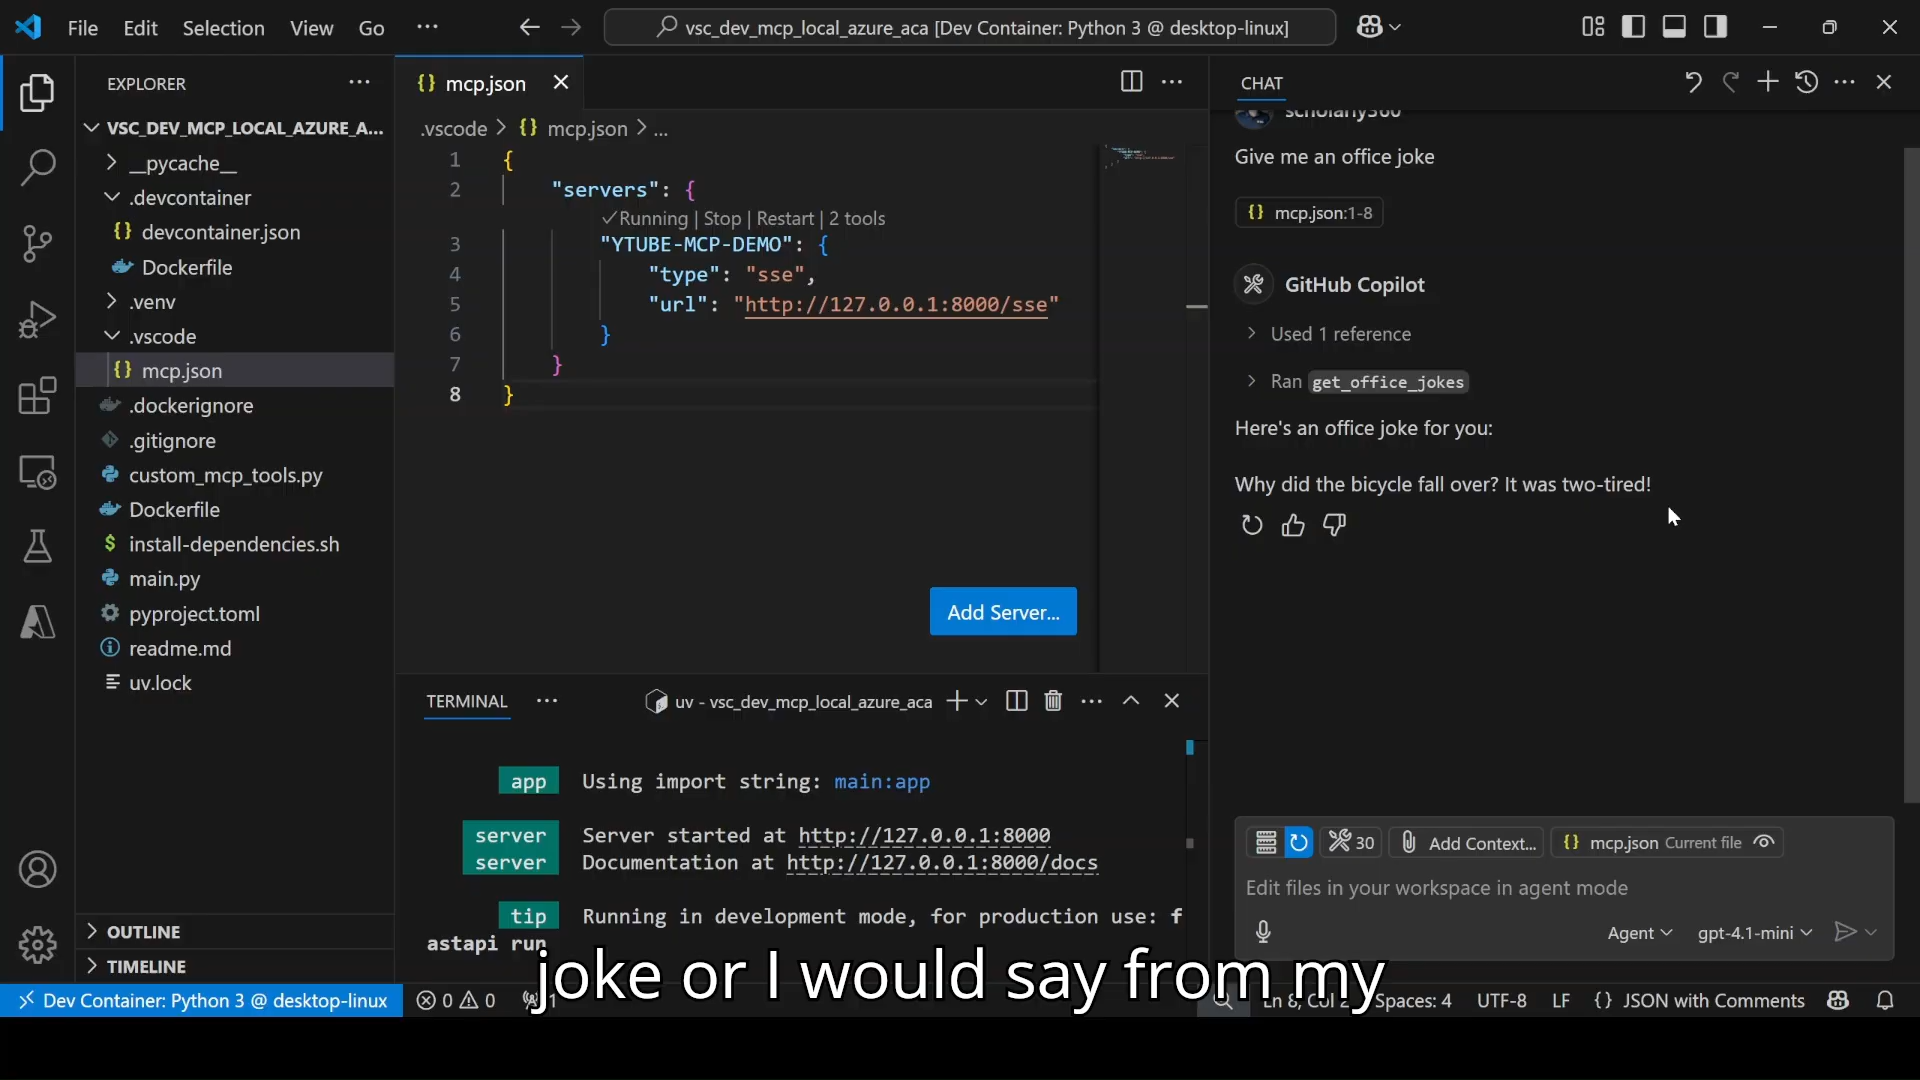 File Edit Selection View Go ...
vsc_dev_mcp_local_azure_aca [Dev Container: Python 3 @ desktop-linux]
EXPLORER
VSC_DEV_MCP_LOCAL_AZURE_A...
__pycache__
.devcontainer
{} devcontainer.json
Dockerfile
.venv
.vscode
{} mcp.json
.dockerignore
.gitignore
custom_mcp_tools.py
Dockerfile
$ install-dependencies.sh
main.py
pyproject.toml
readme.md
uv.lock
OUTLINE
TIMELINE
{} mcp.json
.vscode > {} mcp.json > ...
1 {
2 "servers": {
✓Running | Stop | Restart | 2 tools
3 "YTUBE-MCP-DEMO": {
4 "type": "sse",
5 "url": "http://127.0.0.1:8000/sse"
6 }
7 }
8 }
Add Server...
TERMINAL ...
uv - vsc_dev_mcp_local_azure_aca
app Using import string: main:app
server Server started at http://127.0.0.1:8000
server Documentation at http://127.0.0.1:8000/docs
tip Running in development mode, for production use: f
astapi run
CHAT
scholarly360
Give me an office joke
{} mcp.json:1-8
GitHub Copilot
Used 1 reference
Ran get_office_jokes
Here's an office joke for you:
Why did the bicycle fall over? It was two-tired!
30 Add Context... {} mcp.json Current file
Edit files in your workspace in agent mode
Agent gpt-4.1-mini
joke or I would say from my
Dev Container: Python 3 @ desktop-linux 0 0 1 Ln 8, Col 2 Spaces: 4 UTF-8 LF {} JSON with Comments